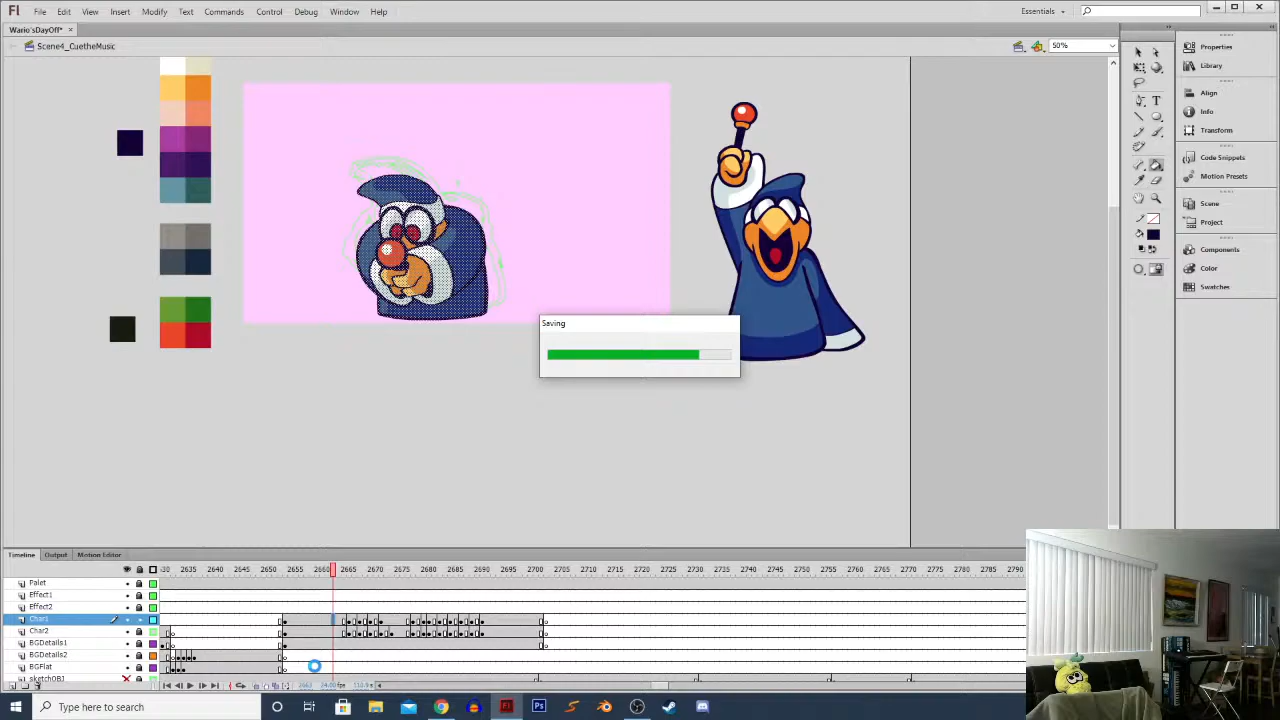 Fl File Edit View Insert Modify Text Commands Control Debug Window Help Essentials
Wario'sDayOff* ×
Scene4_CuetheMusic 50%
Properties
Library
Align
Info
Transform
Code Snippets
Motion Presets
Scene
Project
Components
Color
Swatches
Saving
Timeline Output Motion Editor
2635 2640 2645 2650 2655 2660 2665 2670 2675 2680 2685 2690 2695 2700 2705 2710 2715 2720 2725 2730 2735 2740 2745 2750 2755 2760 2765 2770 2775 2780 2785 2790
Palet
Effect1
Effect2
Char1
Char2
BGDetails1
BGDetails2
BGFlat
sketchOBJ
Type here to search